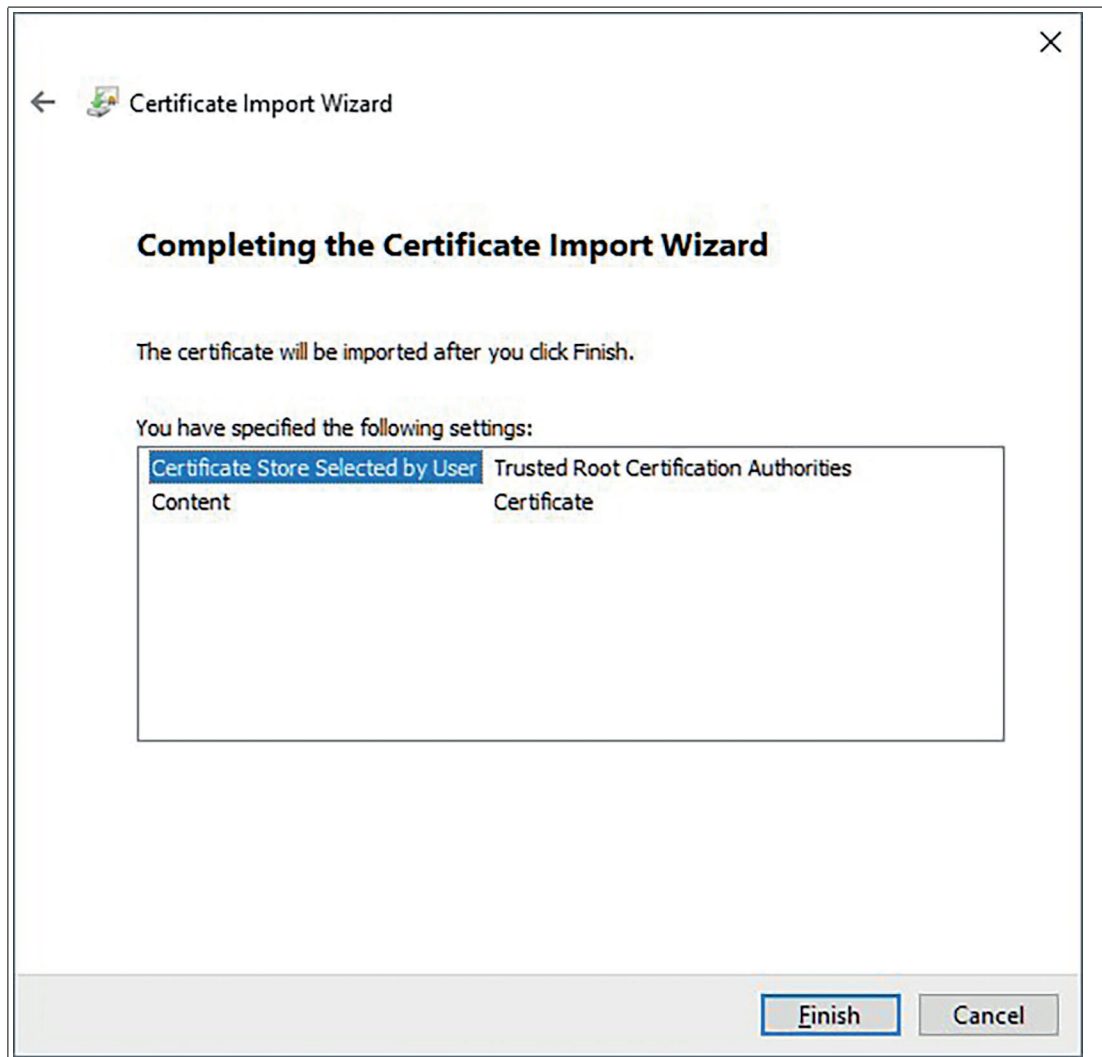 Certificate Import Wizard
Completing the Certificate Import Wizard
The certificate will be imported after you click Finish.
You have specified the following settings:
Certificate Store Selected by User Trusted Root Certification Authorities
Content Certificate
Finish Cancel